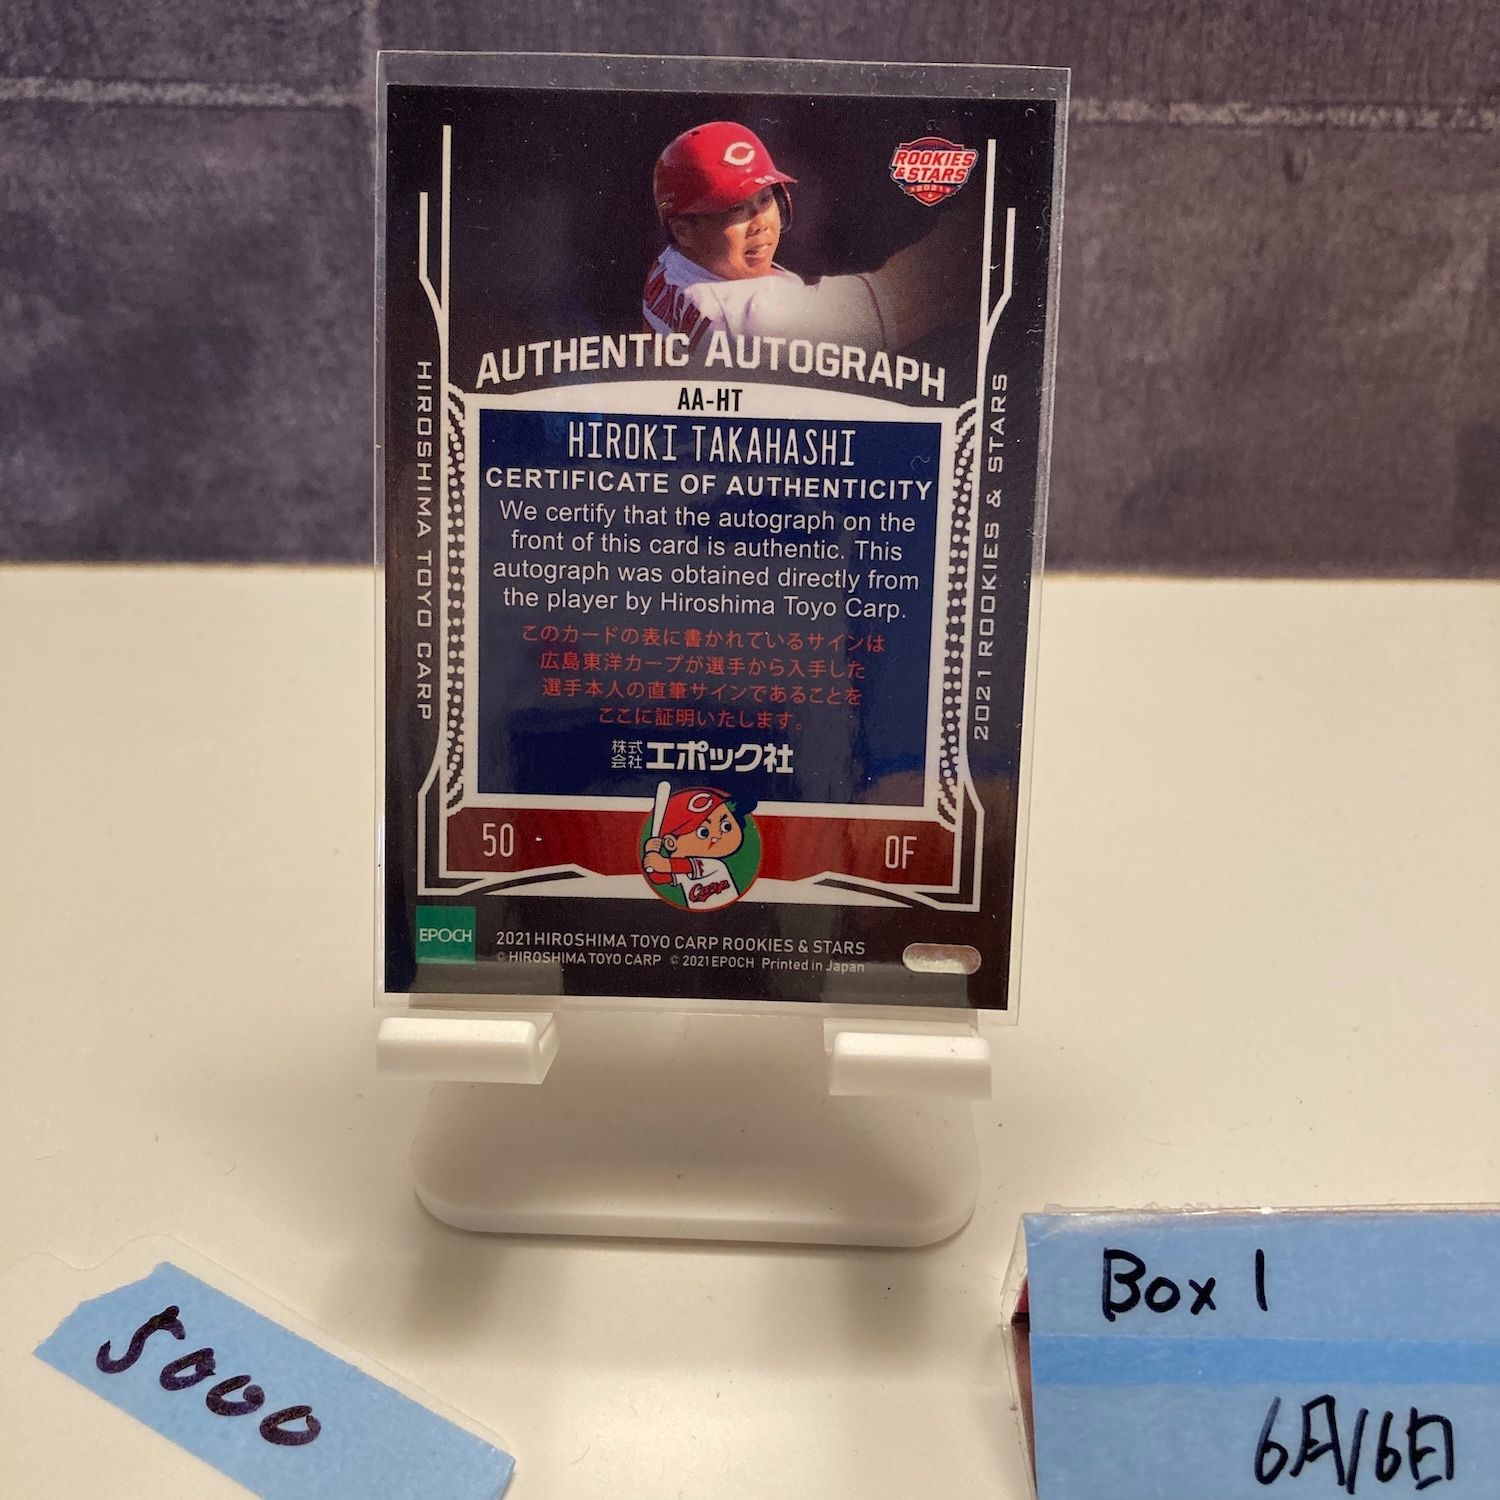 ROOKIES
& STARS
2021
AUTHENTIC AUTOGRAPH
AA-HT
HIROKI TAKAHASHI
CERTIFICATE OF AUTHENTICITY
We certify that the autograph on the
front of this card is authentic. This
autograph was obtained directly from
the player by Hiroshima Toyo Carp.
このカードの表に書かれているサインは
広島東洋カープが選手から入手した
選手本人の直筆サインであることを
ここに証明いたします。
株式会社エポック社
HIROSHIMA TOYO CARP
2021 ROOKIES & STARS
50
OF
Carp
EPOCH
2021 HIROSHIMA TOYO CARP ROOKIES & STARS
© HIROSHIMA TOYO CARP © 2021 EPOCH Printed in Japan
5000
Box 1
6月16日